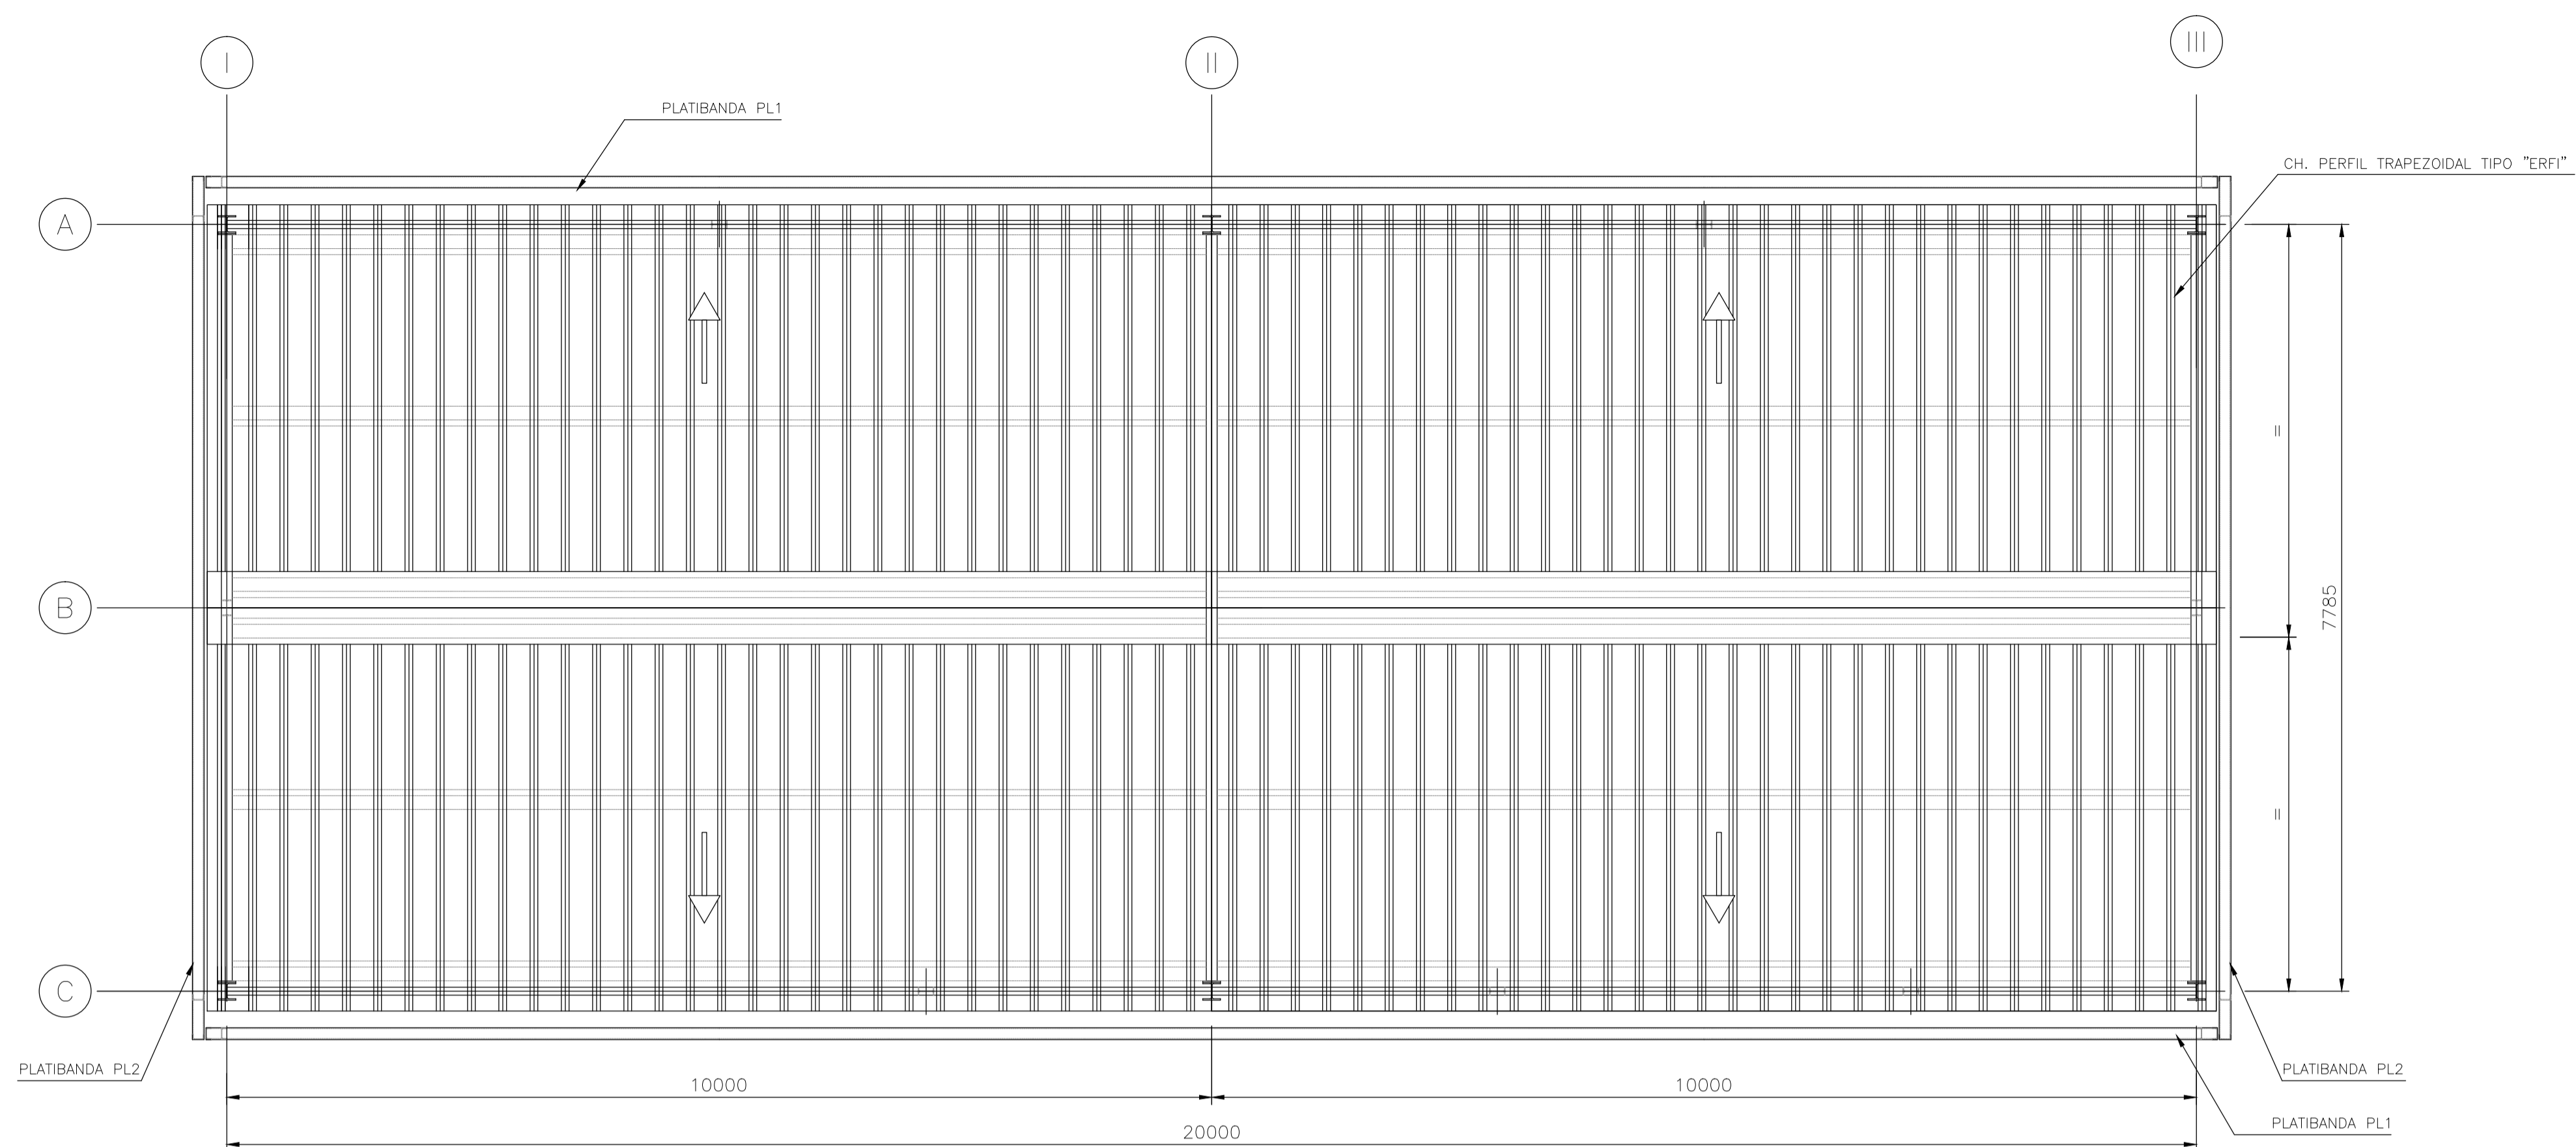 I
II
III
PLATIBANDA PL1
CH. PERFIL TRAPEZOIDAL TIPO "ERFI"
A
=
B
7785
=
C
PLATIBANDA PL2
PLATIBANDA PL2
10000
10000
PLATIBANDA PL1
20000